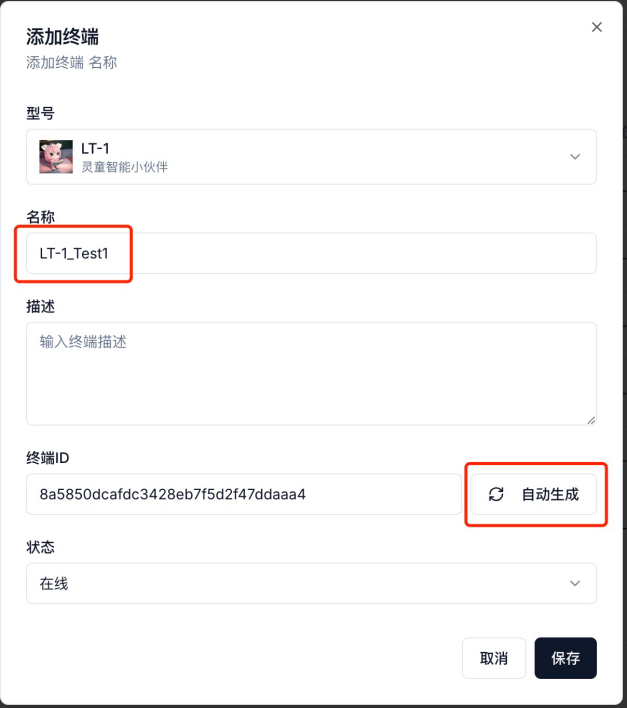 添加终端
添加终端 名称
型号
LT-1
灵童智能小伙伴
名称
LT-1_Test1
描述
输入终端描述
终端ID
8a5850dcafdc3428eb7f5d2f47ddaaa4
自动生成
状态
在线
取消
保存